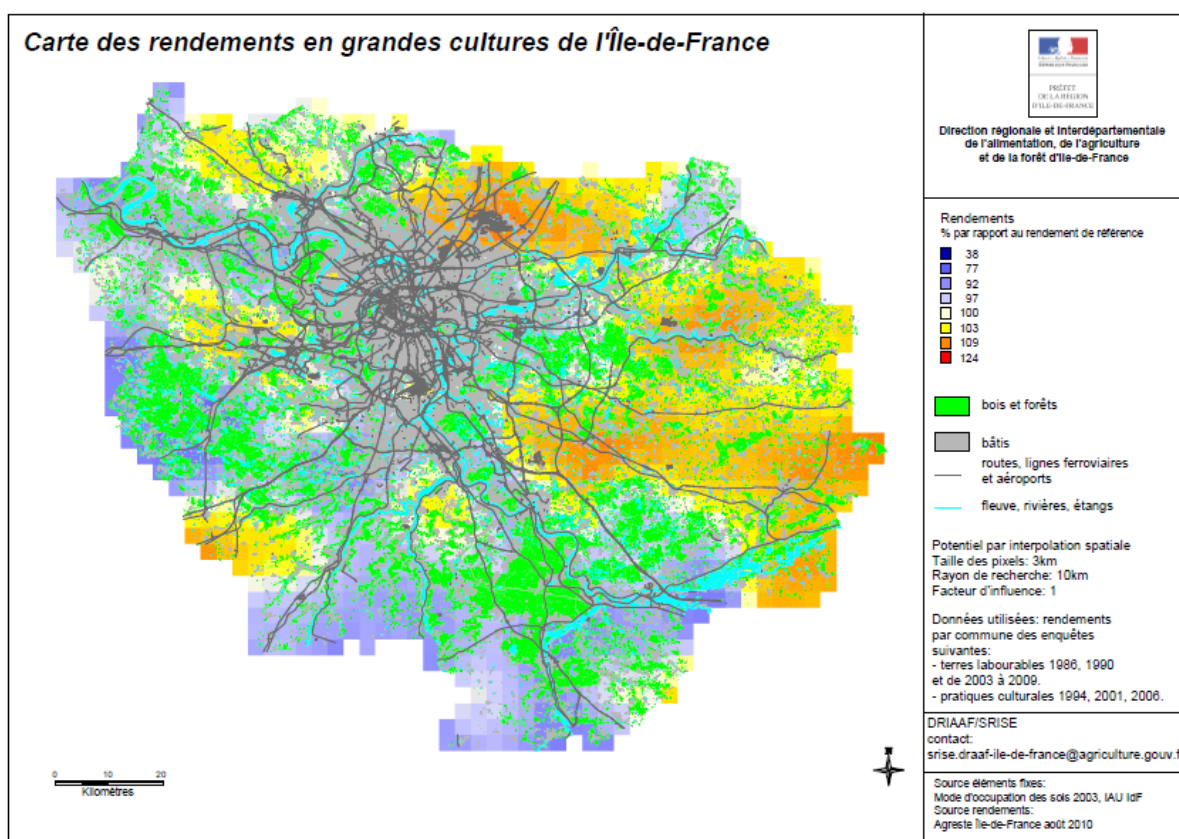 Carte des rendements en grandes cultures de l'Île-de-France
PRÉFET
DE LA RÉGION
D'ILE-DE-FRANCE
Direction régionale et interdépartementale
de l'alimentation, de l'agriculture
et de la forêt d'Ile-de-France
Rendements
% par rapport au rendement de référence
38
77
92
97
100
103
109
124
bois et forêts
bâtis
routes, lignes ferroviaires
et aéroports
fleuve, rivières, étangs
Potentiel par interpolation spatiale
Taille des pixels: 3km
Rayon de recherche: 10km
Facteur d'influence: 1
Données utilisées: rendements
par commune des enquêtes
suivantes:
- terres labourables 1986, 1990
et de 2003 à 2009.
- pratiques culturales 1994, 2001, 2006.
DRIAAF/SRISE
contact:
srise.draaf-ile-de-france@agriculture.gouv.f
Source éléments fixes:
Mode d'occupation des sols 2003, IAU IdF
Source rendements:
Agreste Île-de-France août 2010
0 10 20
Kilomètres